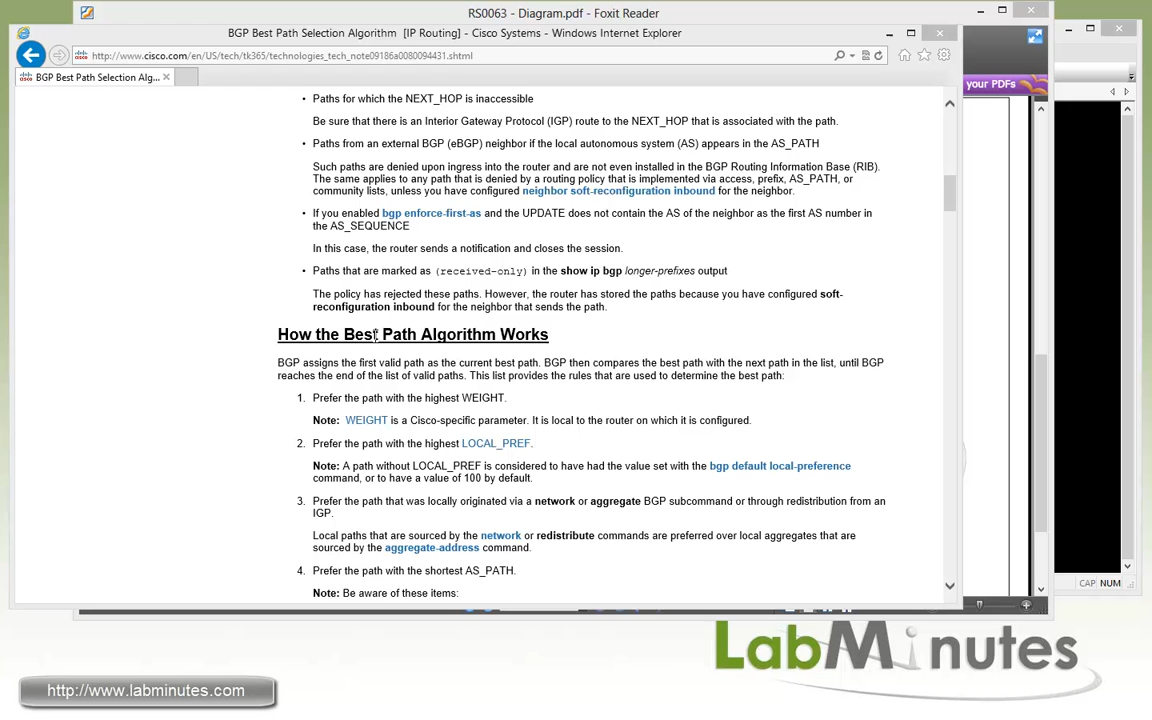 RS0063 - Diagram.pdf - Foxit Reader
BGP Best Path Selection Algorithm [IP Routing] - Cisco Systems - Windows Internet Explorer
http://www.cisco.com/en/US/tech/tk365/technologies_tech_note09186a0080094431.shtml
BGP Best Path Selection Alg...
your PDFs
• Paths for which the NEXT_HOP is inaccessible
Be sure that there is an Interior Gateway Protocol (IGP) route to the NEXT_HOP that is associated with the path.
• Paths from an external BGP (eBGP) neighbor if the local autonomous system (AS) appears in the AS_PATH
Such paths are denied upon ingress into the router and are not even installed in the BGP Routing Information Base (RIB).
The same applies to any path that is denied by a routing policy that is implemented via access, prefix, AS_PATH, or
community lists, unless you have configured neighbor soft-reconfiguration inbound for the neighbor.
• If you enabled bgp enforce-first-as and the UPDATE does not contain the AS of the neighbor as the first AS number in
the AS_SEQUENCE
In this case, the router sends a notification and closes the session.
• Paths that are marked as (received-only) in the show ip bgp longer-prefixes output
The policy has rejected these paths. However, the router has stored the paths because you have configured soft-
reconfiguration inbound for the neighbor that sends the path.
How the Best Path Algorithm Works
BGP assigns the first valid path as the current best path. BGP then compares the best path with the next path in the list, until BGP
reaches the end of the list of valid paths. This list provides the rules that are used to determine the best path:
1. Prefer the path with the highest WEIGHT.
Note: WEIGHT is a Cisco-specific parameter. It is local to the router on which it is configured.
2. Prefer the path with the highest LOCAL_PREF.
Note: A path without LOCAL_PREF is considered to have had the value set with the bgp default local-preference
command, or to have a value of 100 by default.
3. Prefer the path that was locally originated via a network or aggregate BGP subcommand or through redistribution from an
IGP.
Local paths that are sourced by the network or redistribute commands are preferred over local aggregates that are
sourced by the aggregate-address command.
4. Prefer the path with the shortest AS_PATH.
Note: Be aware of these items:
CAP NUM
LabMinutes
http://www.labminutes.com